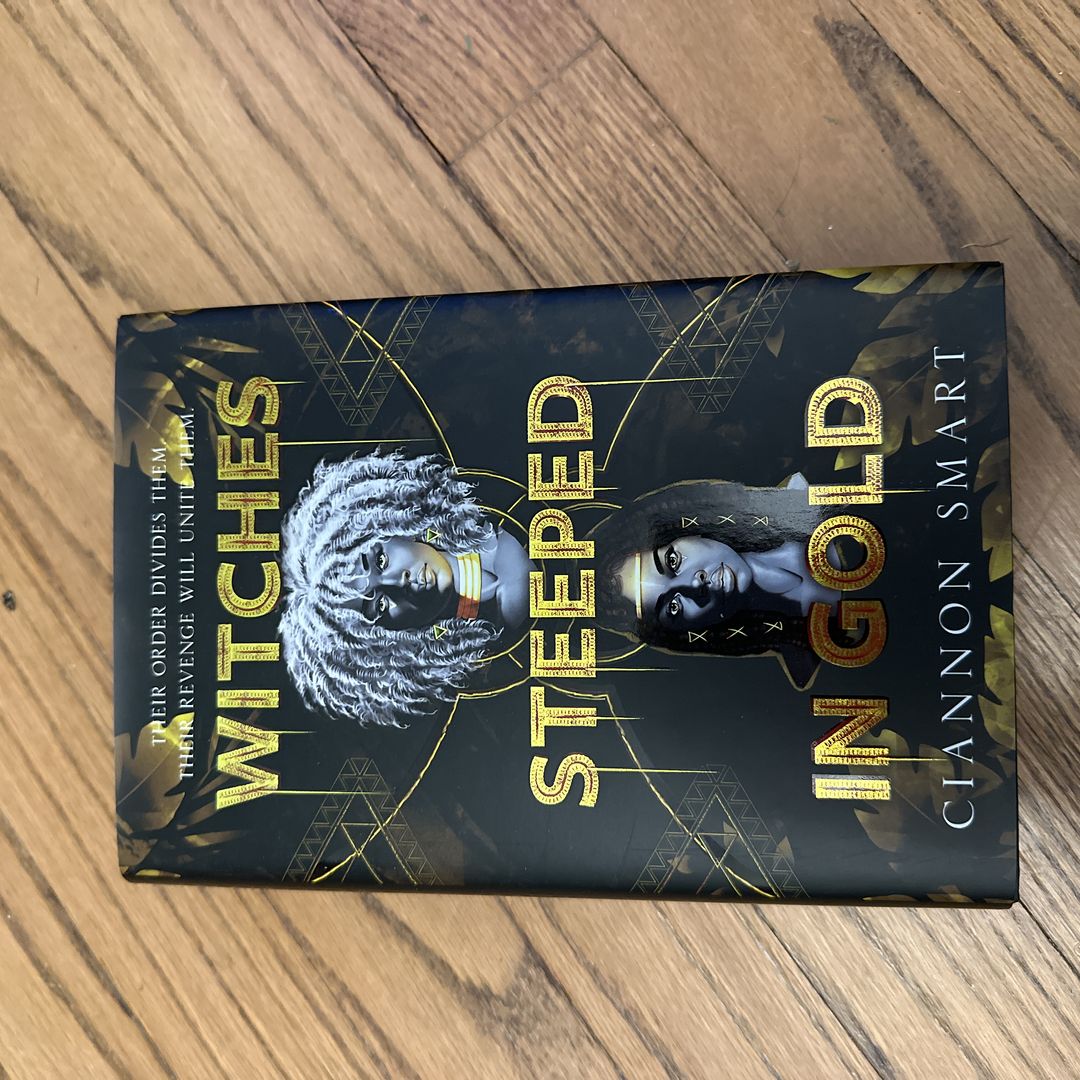 THEIR ORDER DIVIDES THEM.
THEIR REVENGE WILL UNITE THEM.
WITCHES
STEEPED
IN GOLD
CIANNON SMART